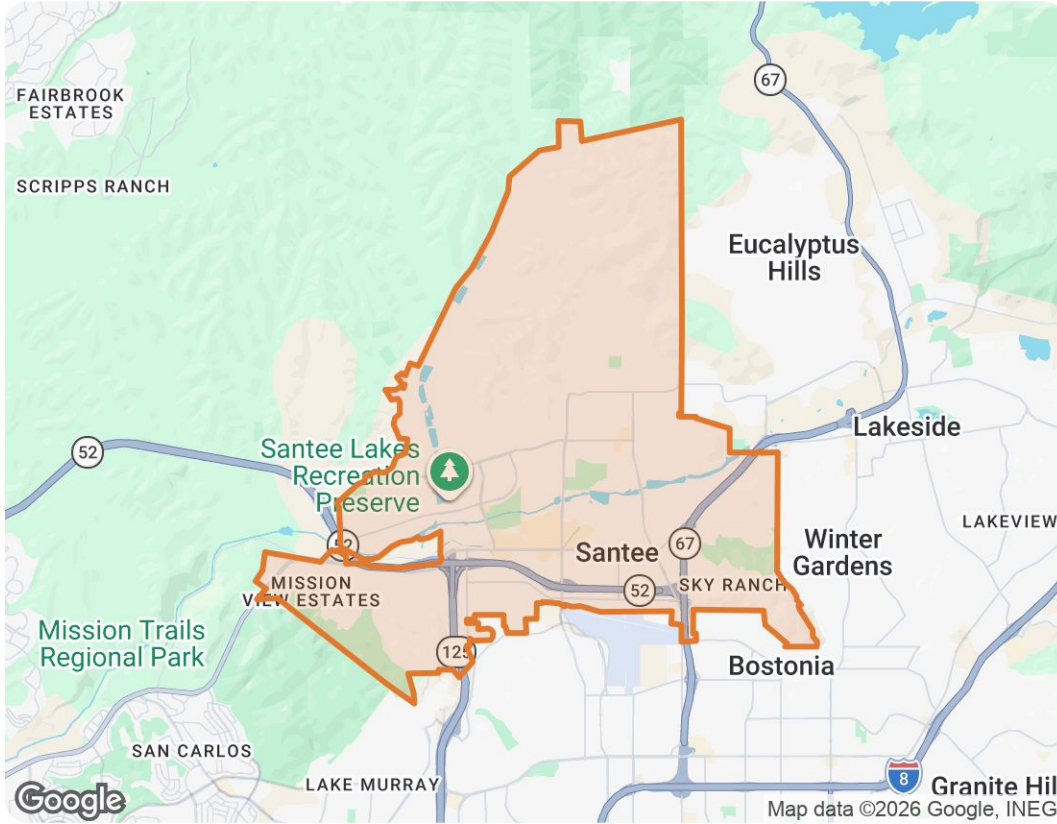 FAIRBROOK
ESTATES
67
SCRIPPS RANCH
Eucalyptus
Hills
52
Santee Lakes
Recreation
Preserve
Lakeside
LAKEVIEW
52
Santee
67
Winter
Gardens
MISSION
VIEW ESTATES
52
SKY RANCH
Mission Trails
Regional Park
125
Bostonia
SAN CARLOS
LAKE MURRAY
8
Granite Hil
Google
Map data ©2026 Google, INEG